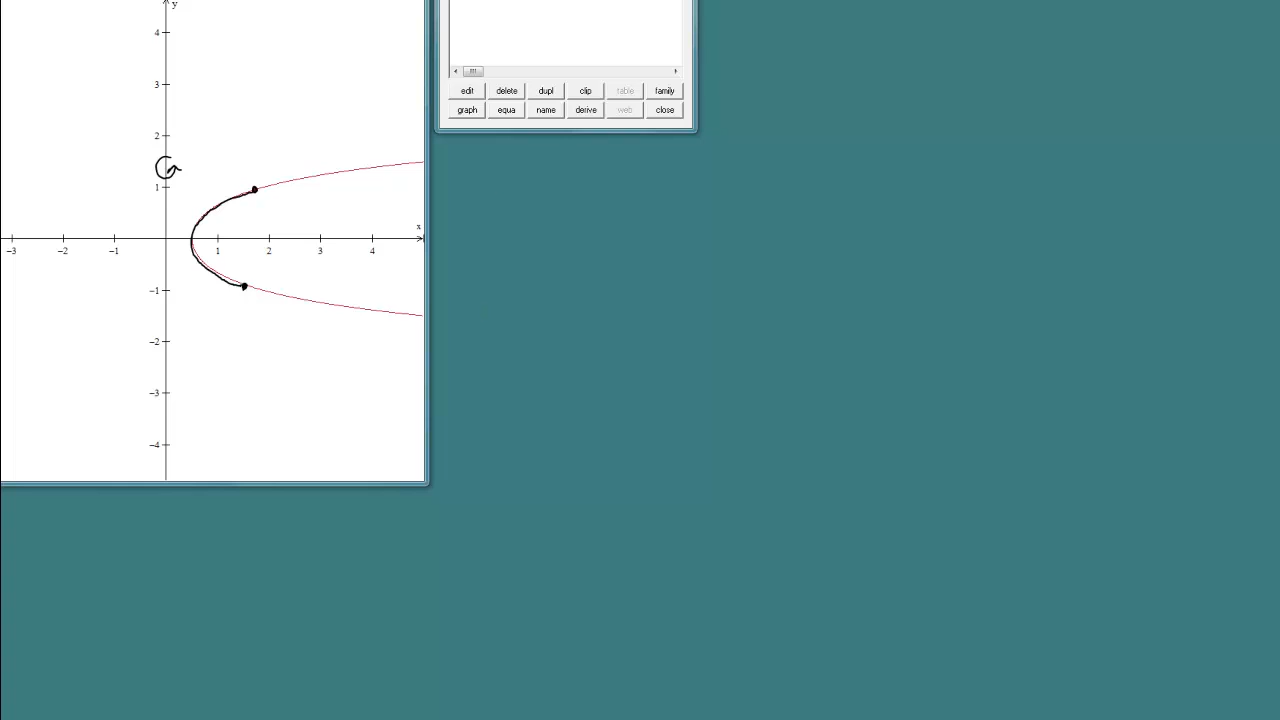 y
4
3
2
1
x
−3 −2 −1 1 2 3 4
−1
−2
−3
−4
edit delete dupl clip table family
graph equa name derive web close